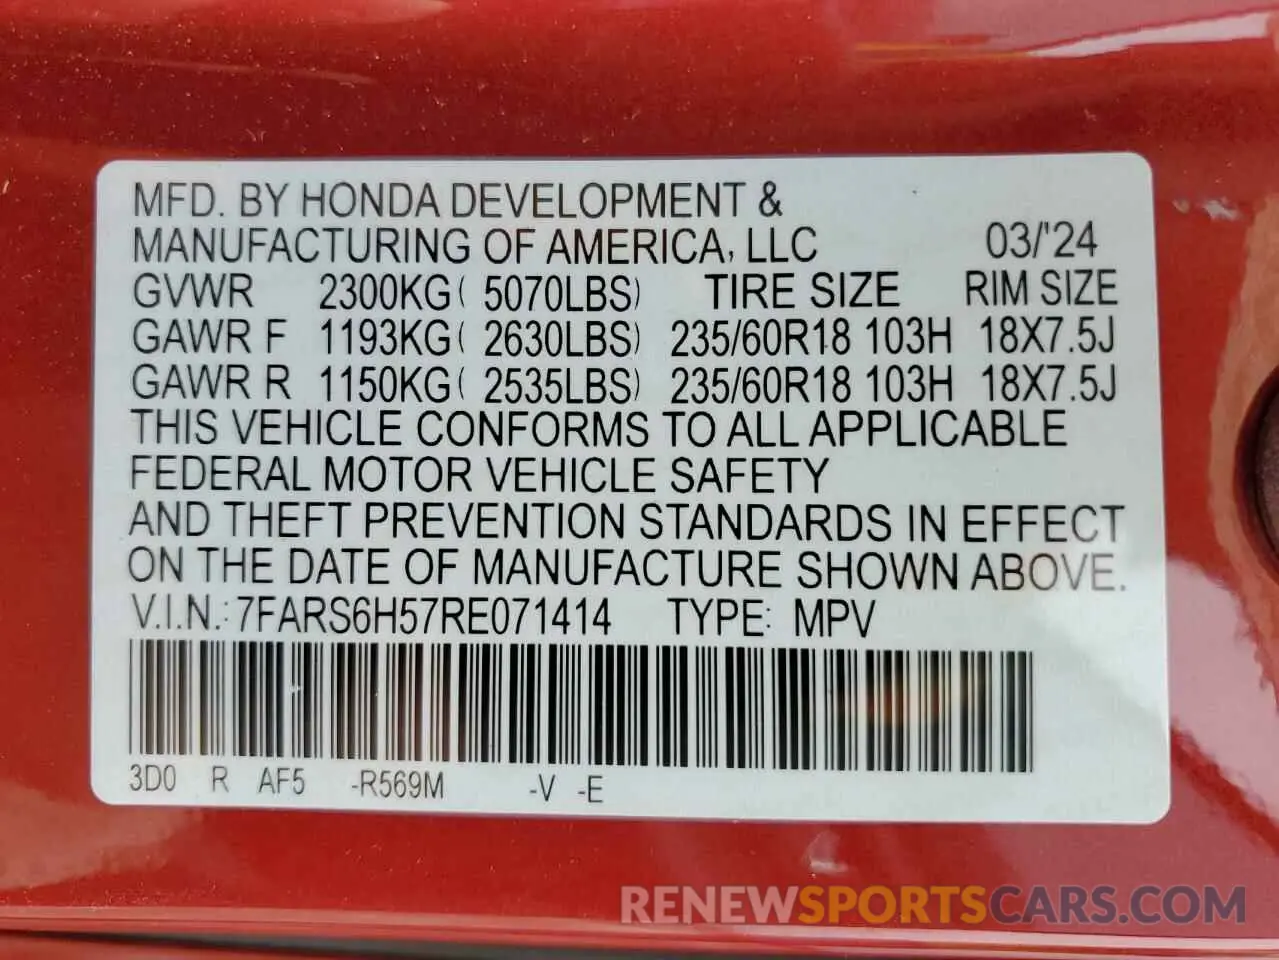 MFD. BY HONDA DEVELOPMENT &
MANUFACTURING OF AMERICA, LLC 03/'24
GVWR 2300KG( 5070LBS) TIRE SIZE RIM SIZE
GAWR F 1193KG( 2630LBS) 235/60R18 103H 18X7.5J
GAWR R 1150KG( 2535LBS) 235/60R18 103H 18X7.5J
THIS VEHICLE CONFORMS TO ALL APPLICABLE
FEDERAL MOTOR VEHICLE SAFETY
AND THEFT PREVENTION STANDARDS IN EFFECT
ON THE DATE OF MANUFACTURE SHOWN ABOVE.
V.I.N.: 7FARS6H57RE071414 TYPE: MPV
3D0 R AF5 -R569M -V -E
RENEWSPORTSCARS.COM